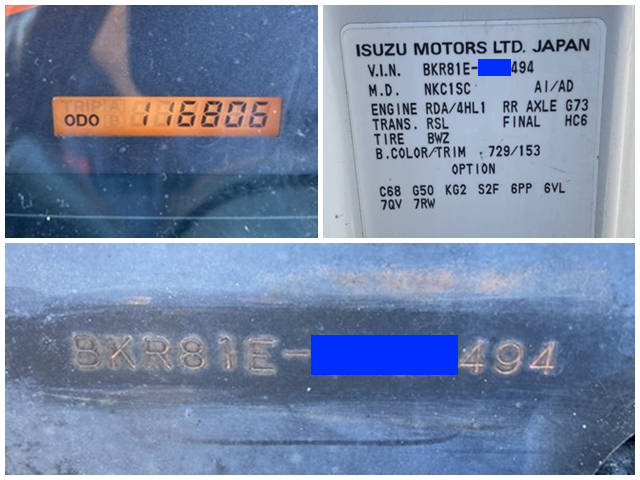 TRIP A
ODO B 116806
ISUZU MOTORS LTD. JAPAN
V.I.N. BKR81E- 494
M.D. NKC1SC AI/AD
ENGINE RDA/4HL1 RR AXLE G73
TRANS. RSL FINAL HC6
TIRE BWZ
B.COLOR/TRIM 729/153
OPTION
C68 G50 KG2 S2F 6PP 6VL
7QV 7RW
BKR81E- 494